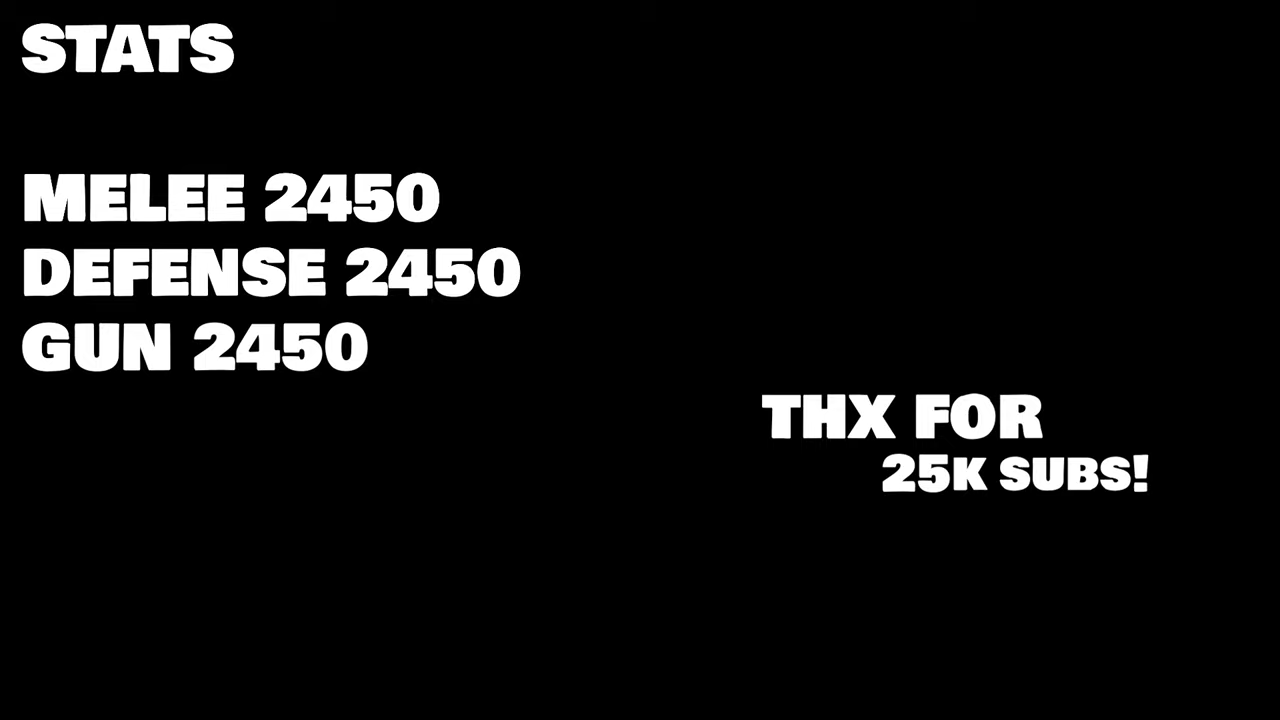 STATS
MELEE 2450
DEFENSE 2450
GUN 2450
THX FOR
25K SUBS!